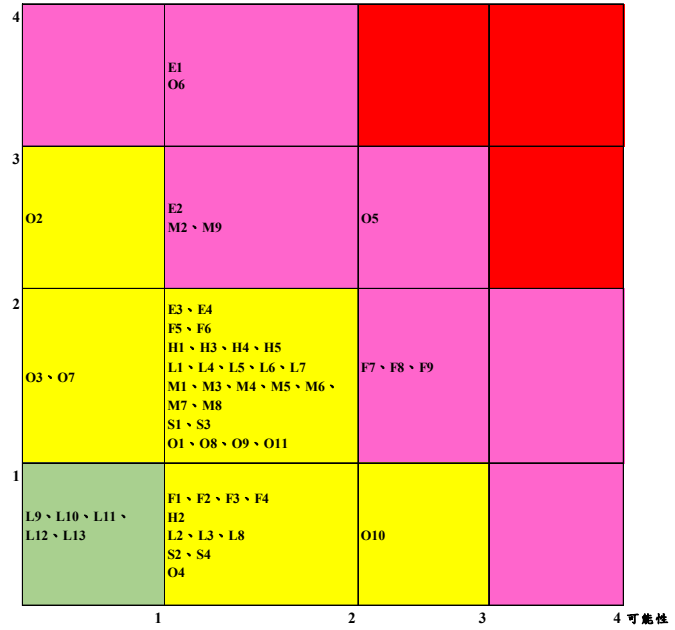 4
E1
O6
3
O2
E2
M2、M9
O5
2
O3、O7
E3、E4
F5、F6
H1、H3、H4、H5
L1、L4、L5、L6、L7
M1、M3、M4、M5、M6、
M7、M8
S1、S3
O1、O8、O9、O11
F7、F8、F9
1
L9、L10、L11、
L12、L13
F1、F2、F3、F4
H2
L2、L3、L8
S2、S4
O4
O10
1 2 3 4 可能性